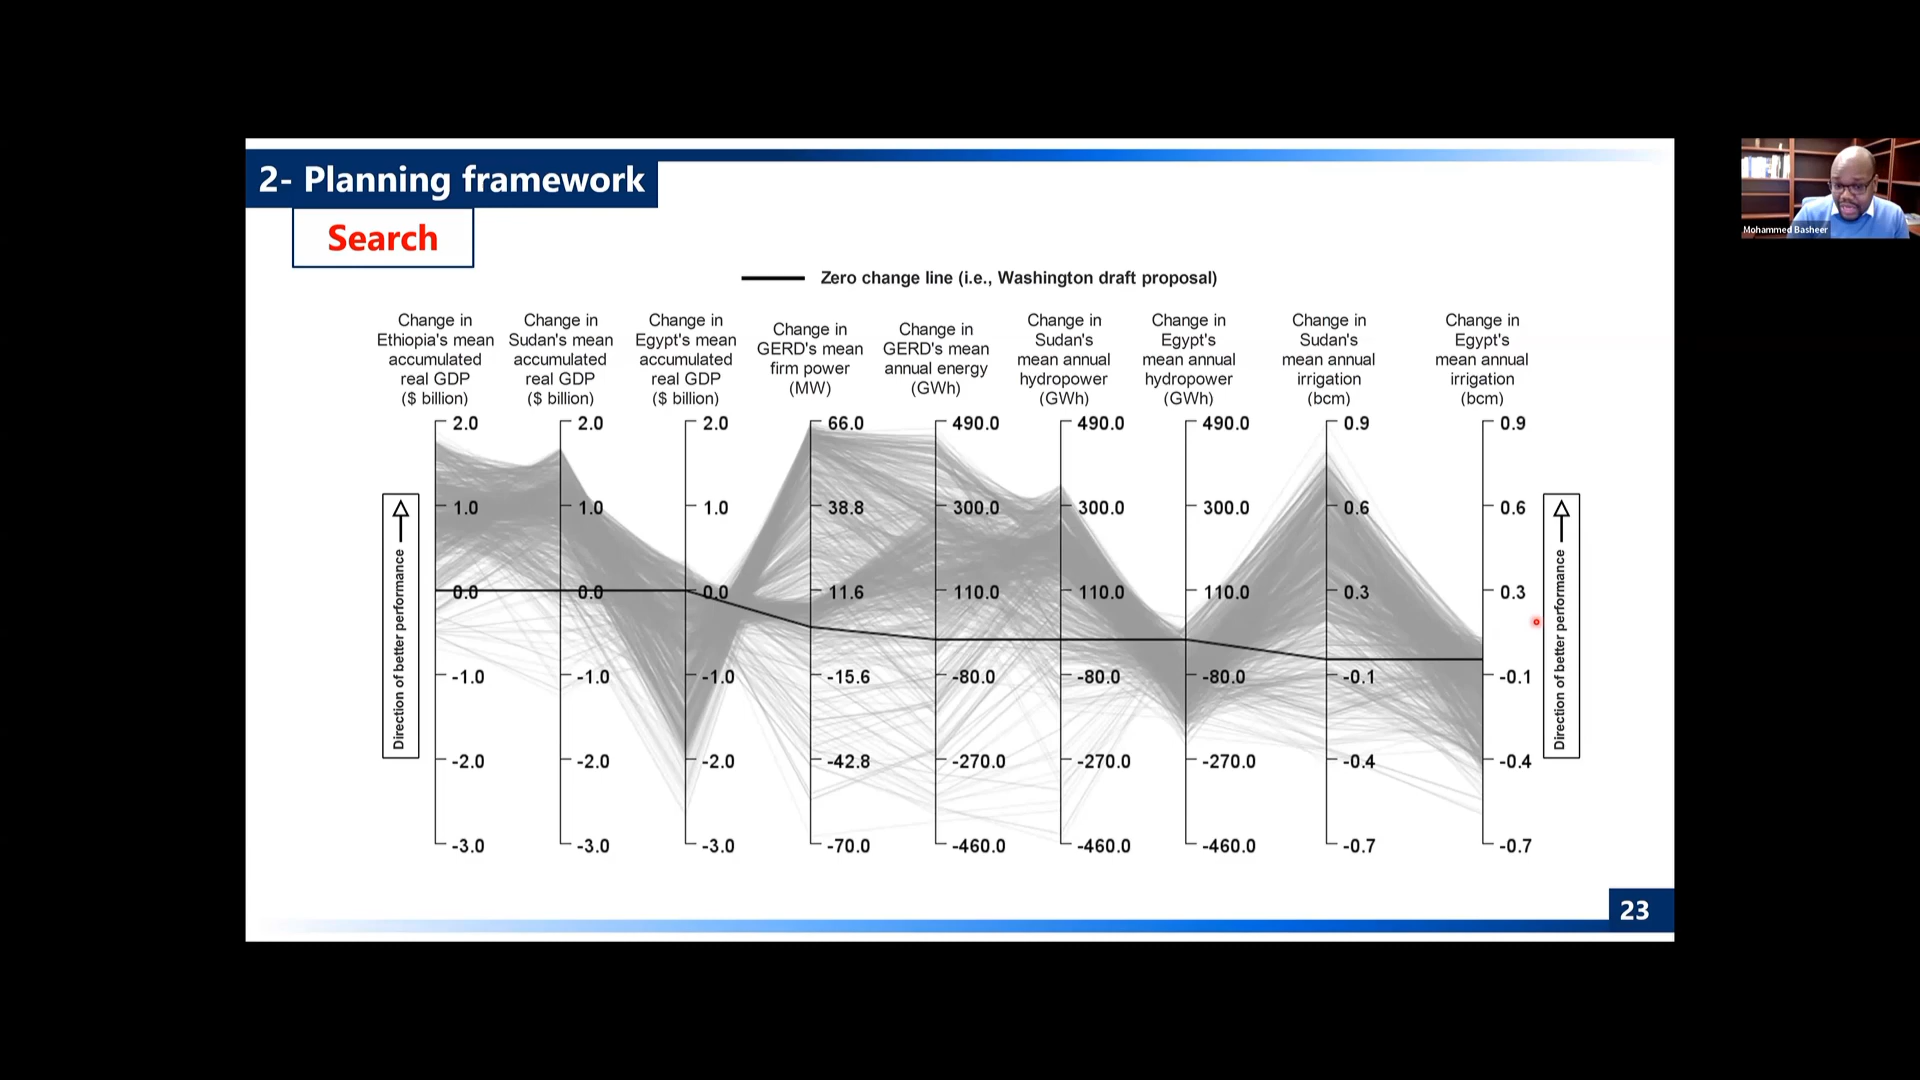 2- Planning framework
Search
Mohammed Basheer
Zero change line (i.e., Washington draft proposal)
Change in
Ethiopia's mean
accumulated
real GDP
($ billion)
Change in
Sudan's mean
accumulated
real GDP
($ billion)
Change in
Egypt's mean
accumulated
real GDP
($ billion)
Change in
GERD's mean
firm power
(MW)
Change in
GERD's mean
annual energy
(GWh)
Change in
Sudan's
mean annual
hydropower
(GWh)
Change in
Egypt's
mean annual
hydropower
(GWh)
Change in
Sudan's
mean annual
irrigation
(bcm)
Change in
Egypt's
mean annual
irrigation
(bcm)
2.0 2.0 2.0 66.0 490.0 490.0 490.0 0.9 0.9
1.0 1.0 1.0 38.8 300.0 300.0 300.0 0.6 0.6
0.0 0.0 0.0 11.6 110.0 110.0 110.0 0.3 0.3
-1.0 -1.0 -1.0 -15.6 -80.0 -80.0 -80.0 -0.1 -0.1
-2.0 -2.0 -2.0 -42.8 -270.0 -270.0 -270.0 -0.4 -0.4
-3.0 -3.0 -3.0 -70.0 -460.0 -460.0 -460.0 -0.7 -0.7
Direction of better performance
Direction of better performance
23